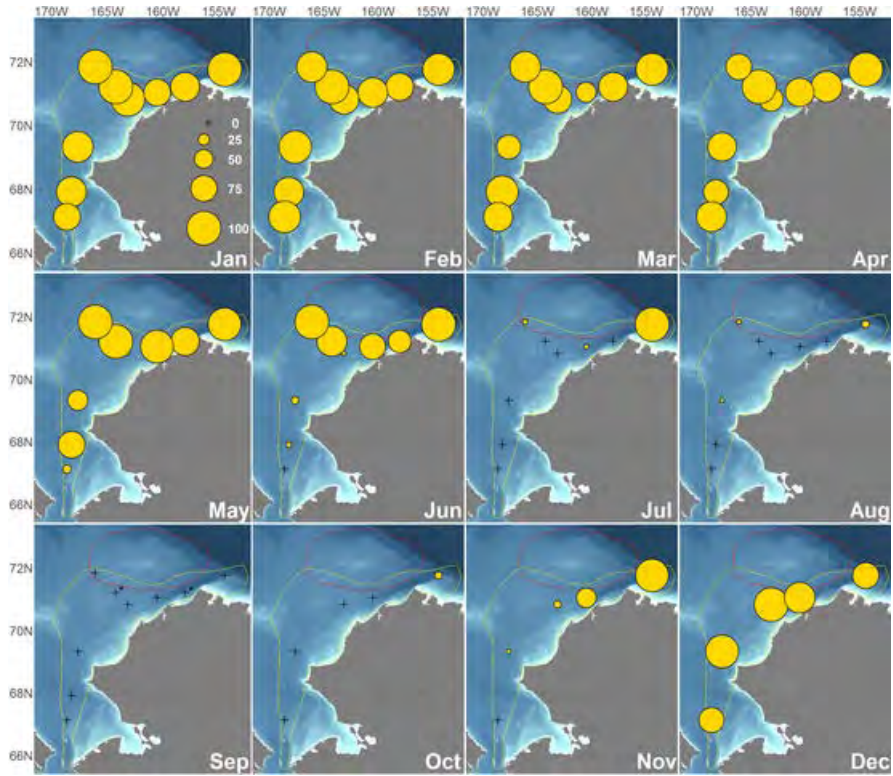 170W 165W 160W 155W 170W 165W 160W 155W 170W 165W 160W 155W 170W 165W 160W 155W
72N
70N
68N
66N
0
25
50
75
100
Jan Feb Mar Apr
72N
70N
68N
66N
May Jun Jul Aug
72N
70N
68N
66N
Sep Oct Nov Dec